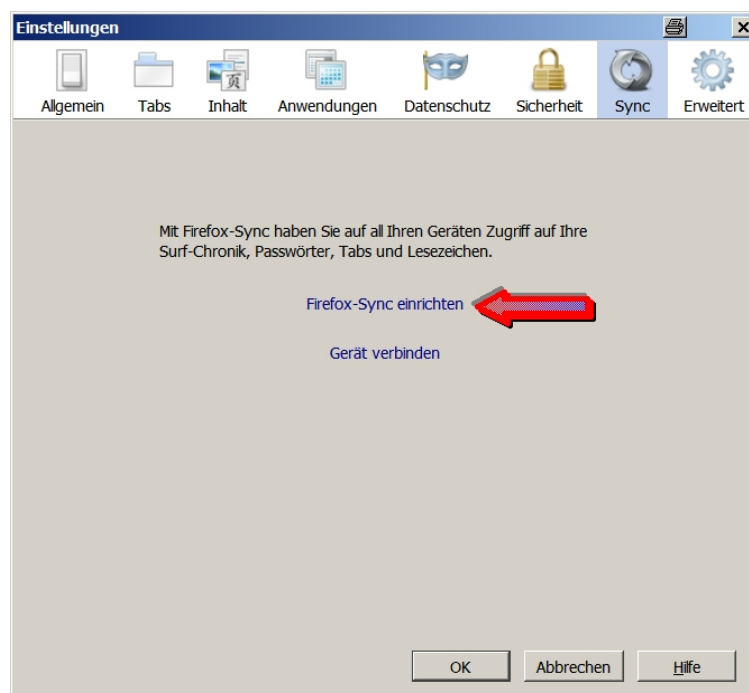 Einstellungen
Allgemein Tabs Inhalt Anwendungen Datenschutz Sicherheit Sync Erweitert
Mit Firefox-Sync haben Sie auf all Ihren Geräten Zugriff auf Ihre
Surf-Chronik, Passwörter, Tabs und Lesezeichen.
Firefox-Sync einrichten
Gerät verbinden
OK Abbrechen Hilfe